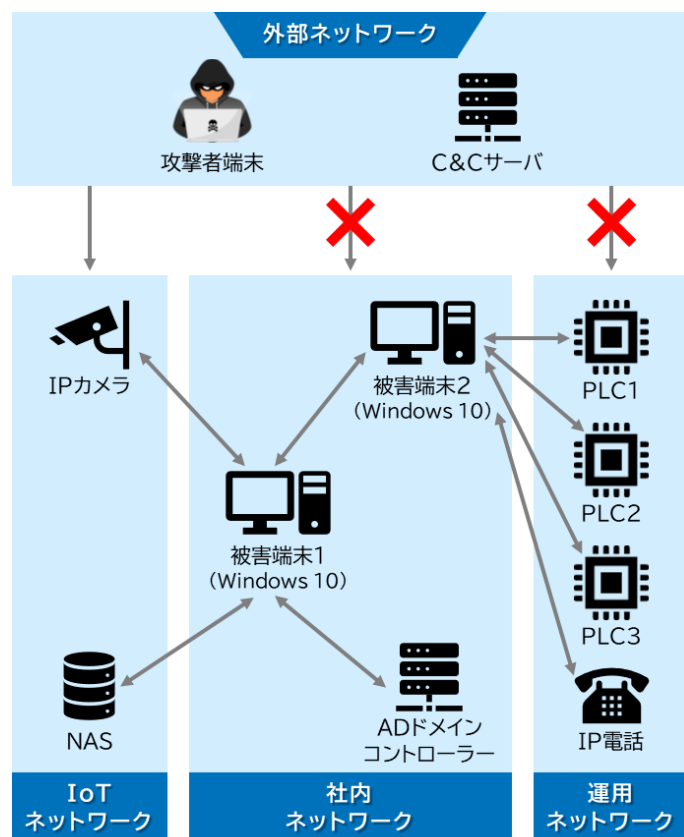 外部ネットワーク
攻撃者端末
C&Cサーバ
IPカメラ
被害端末2
（Windows 10）
PLC1
PLC2
被害端末1
（Windows 10）
PLC3
NAS
ADドメイン
コントローラー
IP電話
IoT
ネットワーク
社内
ネットワーク
運用
ネットワーク